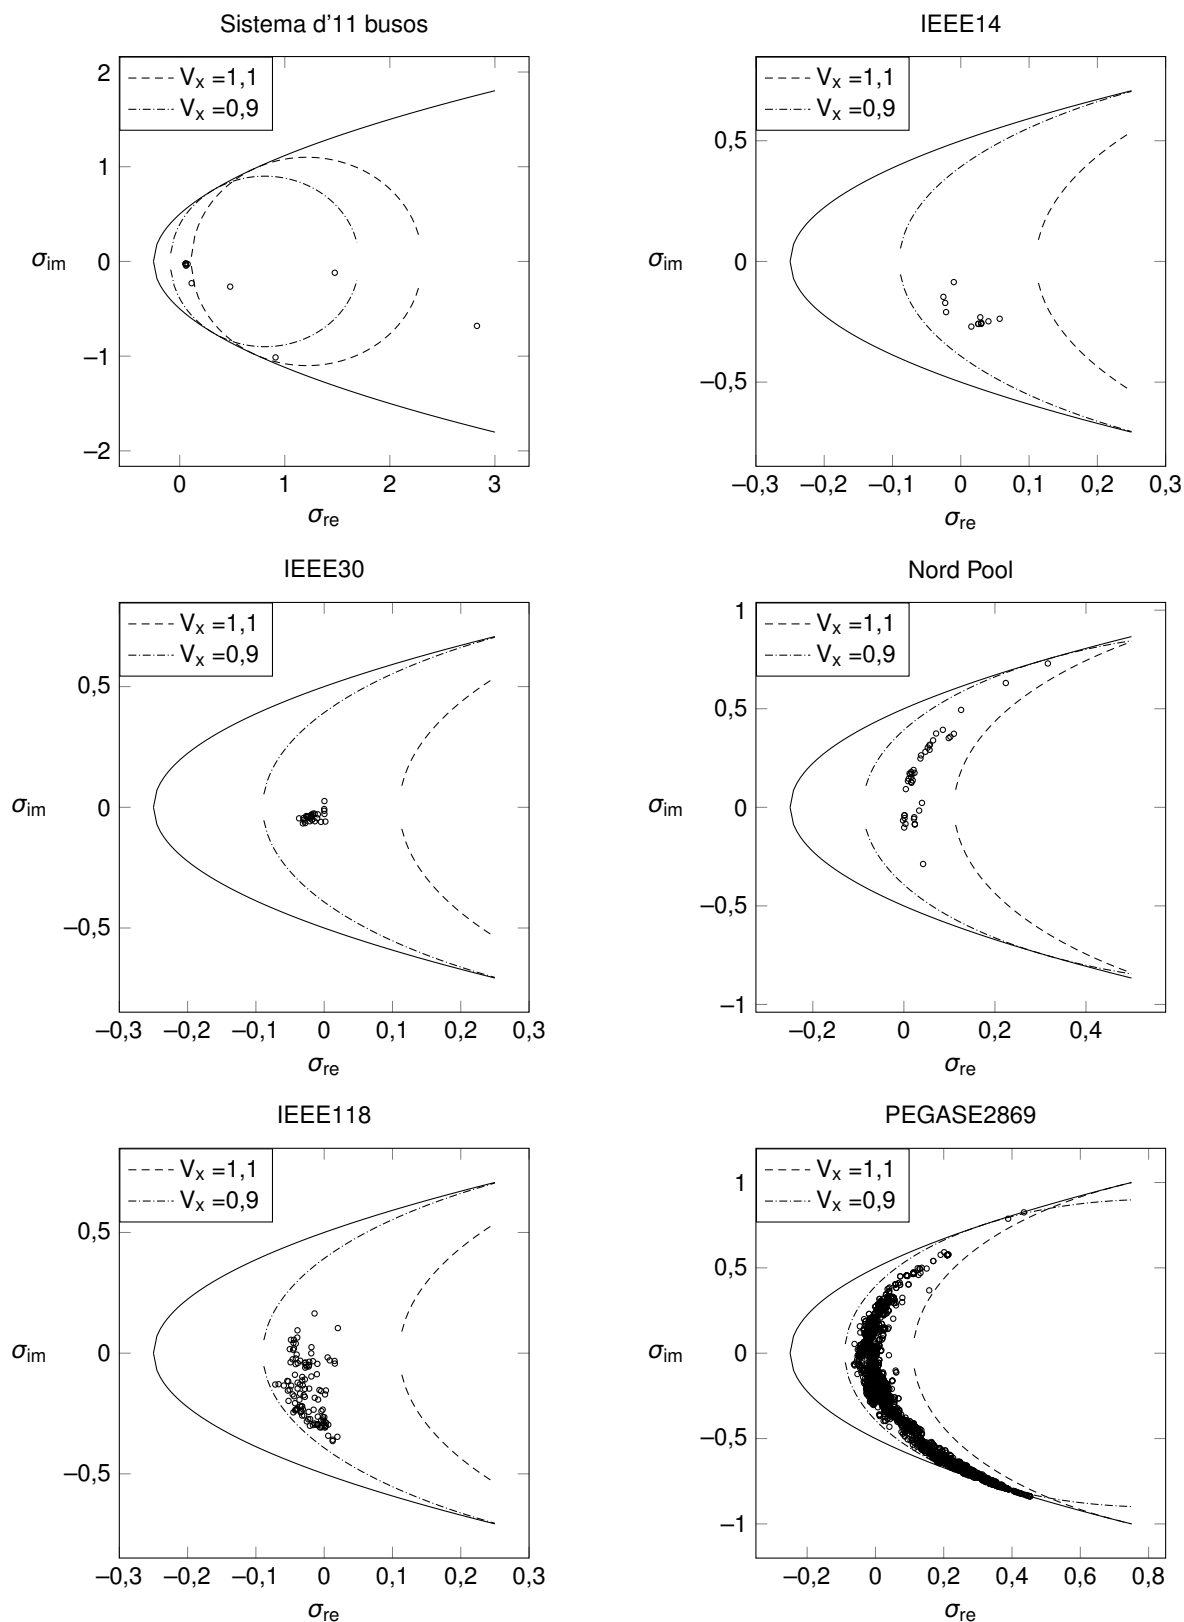 Sistema d'11 busos
IEEE14
V_x =1,1
V_x =0,9
2
1
0
–1
–2
σ_im
0
1
2
3
σ_re
V_x =1,1
V_x =0,9
0,5
0
–0,5
σ_im
–0,3 –0,2 –0,1 0 0,1 0,2 0,3
σ_re
IEEE30
Nord Pool
V_x =1,1
V_x =0,9
0,5
0
–0,5
σ_im
–0,3 –0,2 –0,1 0 0,1 0,2 0,3
σ_re
V_x =1,1
V_x =0,9
1
0,5
0
–0,5
–1
σ_im
–0,2 0 0,2 0,4
σ_re
IEEE118
PEGASE2869
V_x =1,1
V_x =0,9
0,5
0
–0,5
σ_im
–0,3 –0,2 –0,1 0 0,1 0,2 0,3
σ_re
V_x =1,1
V_x =0,9
1
0,5
0
–0,5
–1
σ_im
–0,2 0 0,2 0,4 0,6 0,8
σ_re